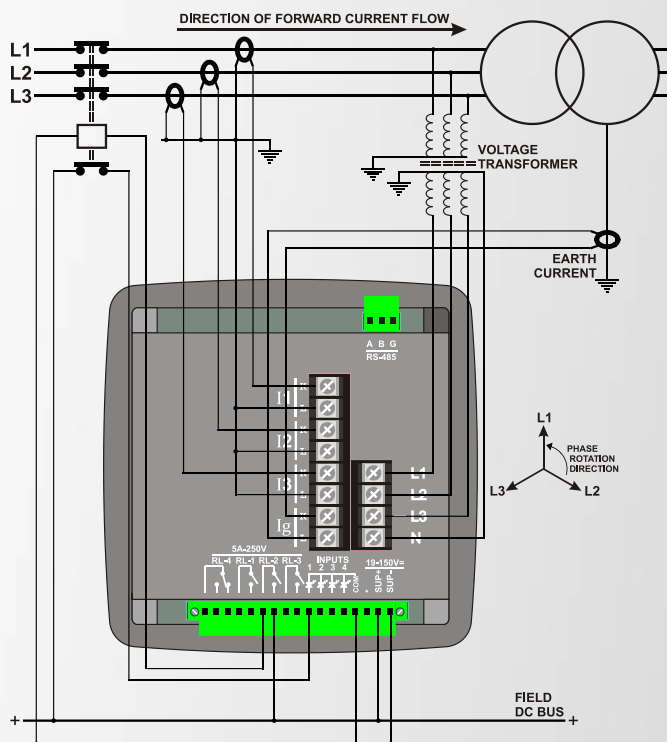 DIRECTION OF FORWARD CURRENT FLOW
L1
L2
L3
VOLTAGE
TRANSFORMER
EARTH
CURRENT
A B G
RS-485
I1
K
L
I2
K
L
I3
K
L
Ig
K
L
L1
L2
L3
N
L1
PHASE
ROTATION
DIRECTION
L3
L2
5A-250V
RL-4 RL-1 RL-2 RL-3
INPUTS
1 2 3 4
COM
19-150V=
SUP+
SUP-
FIELD
DC BUS
+ +